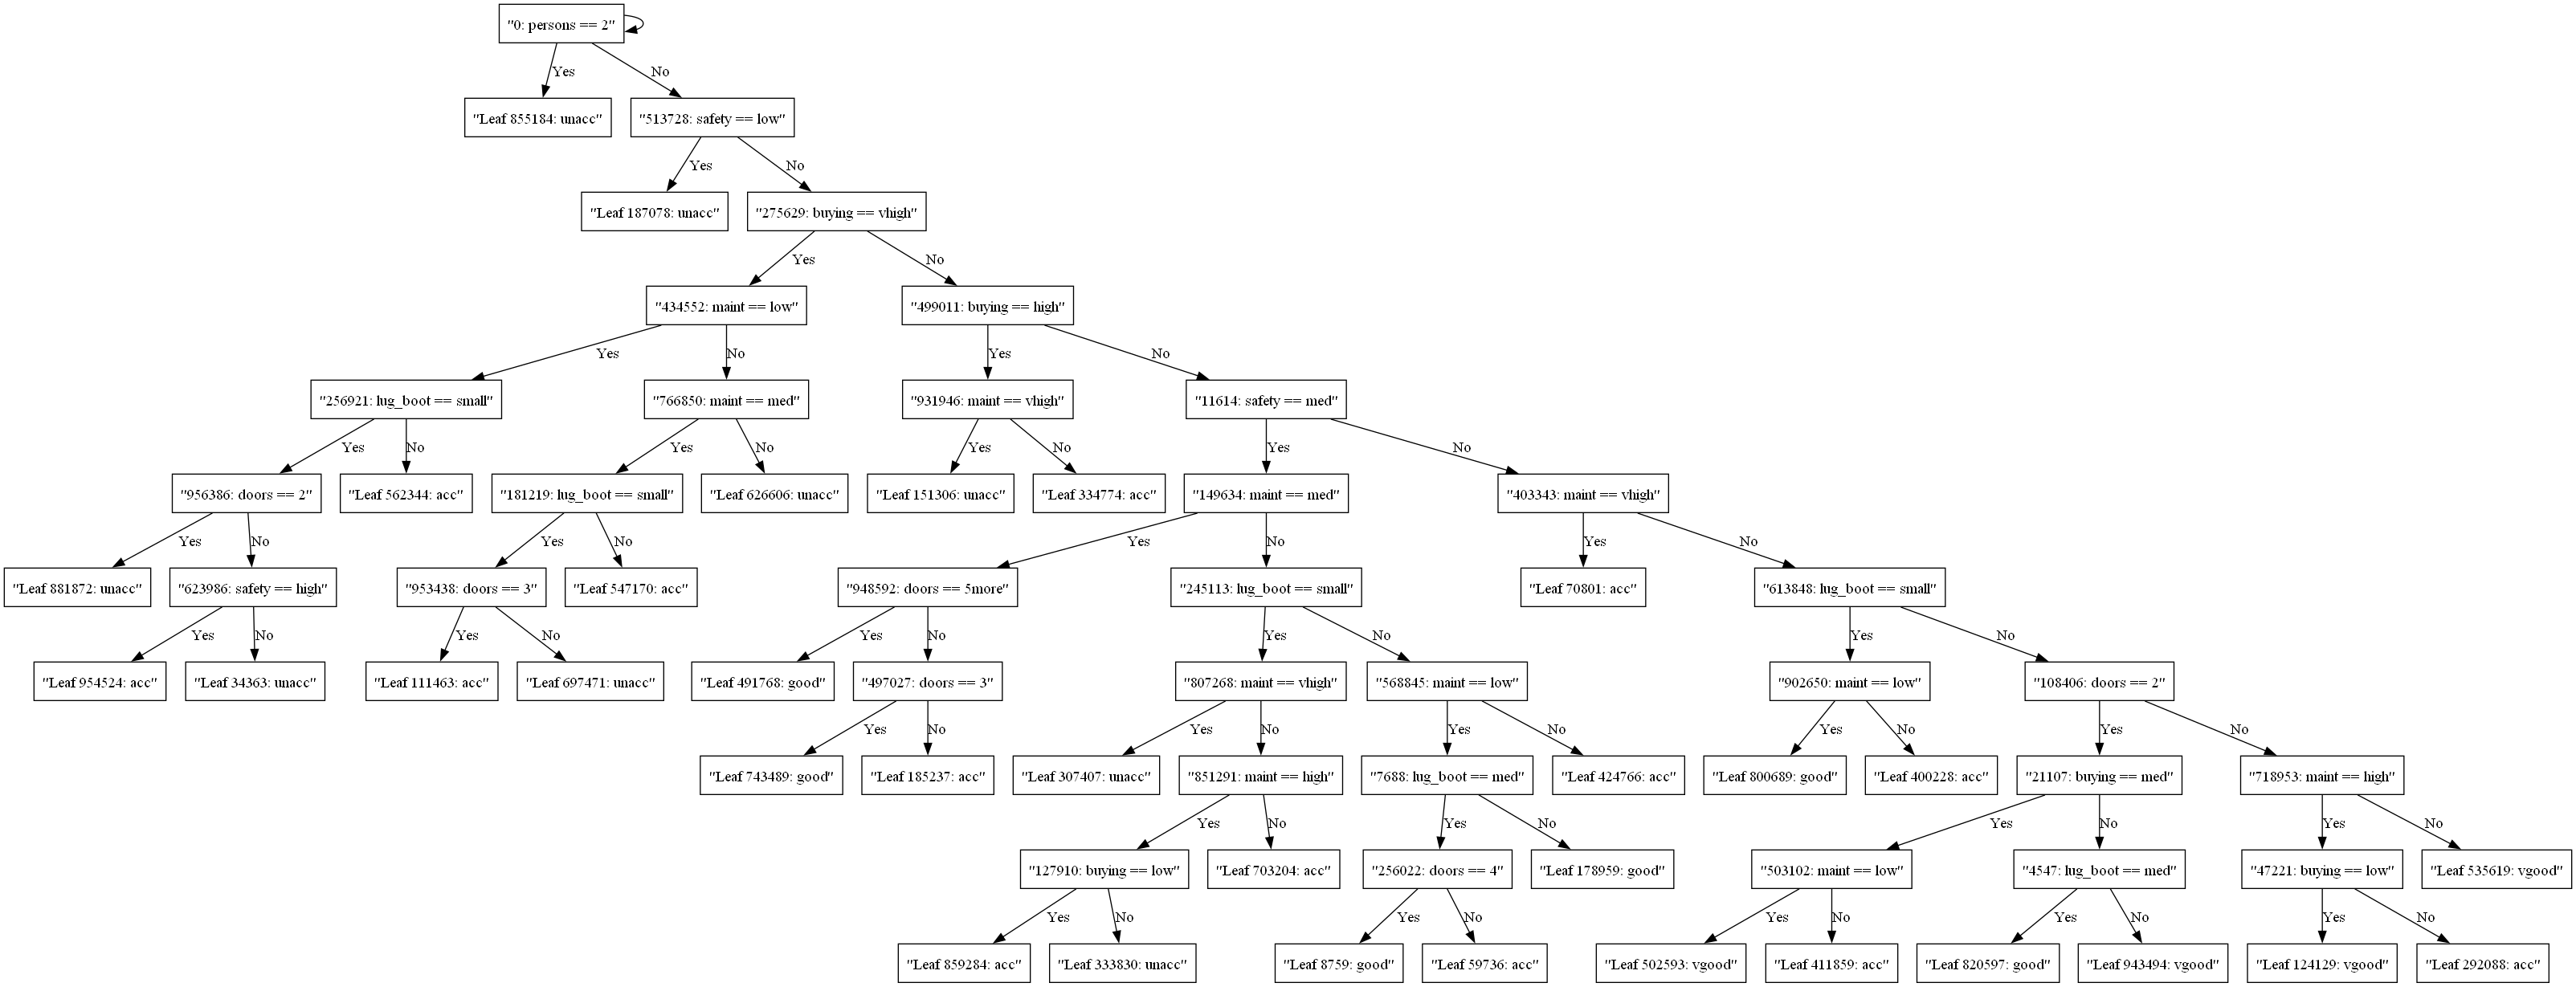 "0: persons == 2"
Yes
No
"Leaf 855184: unacc"
"513728: safety == low"
Yes
No
"Leaf 187078: unacc"
"275629: buying == vhigh"
Yes
No
"434552: maint == low"
"499011: buying == high"
Yes
No
Yes
No
"256921: lug_boot == small"
"766850: maint == med"
"931946: maint == vhigh"
"11614: safety == med"
Yes
No
Yes
No
Yes
No
Yes
No
"956386: doors == 2"
"Leaf 562344: acc"
"181219: lug_boot == small"
"Leaf 626606: unacc"
"Leaf 151306: unacc"
"Leaf 334774: acc"
"149634: maint == med"
"403343: maint == vhigh"
Yes
No
Yes
No
Yes
No
Yes
No
"Leaf 881872: unacc"
"623986: safety == high"
"953438: doors == 3"
"Leaf 547170: acc"
"948592: doors == 5more"
"245113: lug_boot == small"
"Leaf 70801: acc"
"613848: lug_boot == small"
Yes
No
Yes
No
Yes
No
Yes
No
Yes
No
"Leaf 954524: acc"
"Leaf 34363: unacc"
"Leaf 111463: acc"
"Leaf 697471: unacc"
"Leaf 491768: good"
"497027: doors == 3"
"807268: maint == vhigh"
"568845: maint == low"
"902650: maint == low"
"108406: doors == 2"
Yes
No
Yes
No
Yes
No
Yes
No
Yes
No
"Leaf 743489: good"
"Leaf 185237: acc"
"Leaf 307407: unacc"
"851291: maint == high"
"7688: lug_boot == med"
"Leaf 424766: acc"
"Leaf 800689: good"
"Leaf 400228: acc"
"21107: buying == med"
"718953: maint == high"
Yes
No
Yes
No
Yes
No
Yes
No
"127910: buying == low"
"Leaf 703204: acc"
"256022: doors == 4"
"Leaf 178959: good"
"503102: maint == low"
"4547: lug_boot == med"
"47221: buying == low"
"Leaf 535619: vgood"
Yes
No
Yes
No
Yes
No
Yes
No
Yes
No
"Leaf 859284: acc"
"Leaf 333830: unacc"
"Leaf 8759: good"
"Leaf 59736: acc"
"Leaf 502593: vgood"
"Leaf 411859: acc"
"Leaf 820597: good"
"Leaf 943494: vgood"
"Leaf 124129: vgood"
"Leaf 292088: acc"